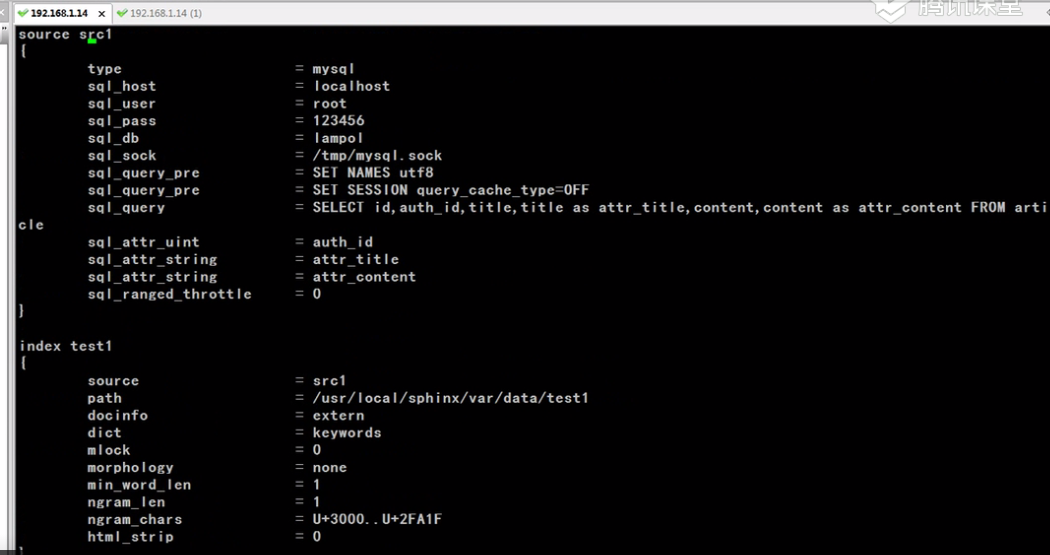 192.168.1.14 × 192.168.1.14 (1)
腾讯课堂
source src1
{
type = mysql
sql_host = localhost
sql_user = root
sql_pass = 123456
sql_db = lampol
sql_sock = /tmp/mysql.sock
sql_query_pre = SET NAMES utf8
sql_query_pre = SET SESSION query_cache_type=OFF
sql_query = SELECT id,auth_id,title,title as attr_title,content,content as attr_content FROM arti
cle
sql_attr_uint = auth_id
sql_attr_string = attr_title
sql_attr_string = attr_content
sql_ranged_throttle = 0
}
index test1
{
source = src1
path = /usr/local/sphinx/var/data/test1
docinfo = extern
dict = keywords
mlock = 0
morphology = none
min_word_len = 1
ngram_len = 1
ngram_chars = U+3000..U+2FA1F
html_strip = 0
}